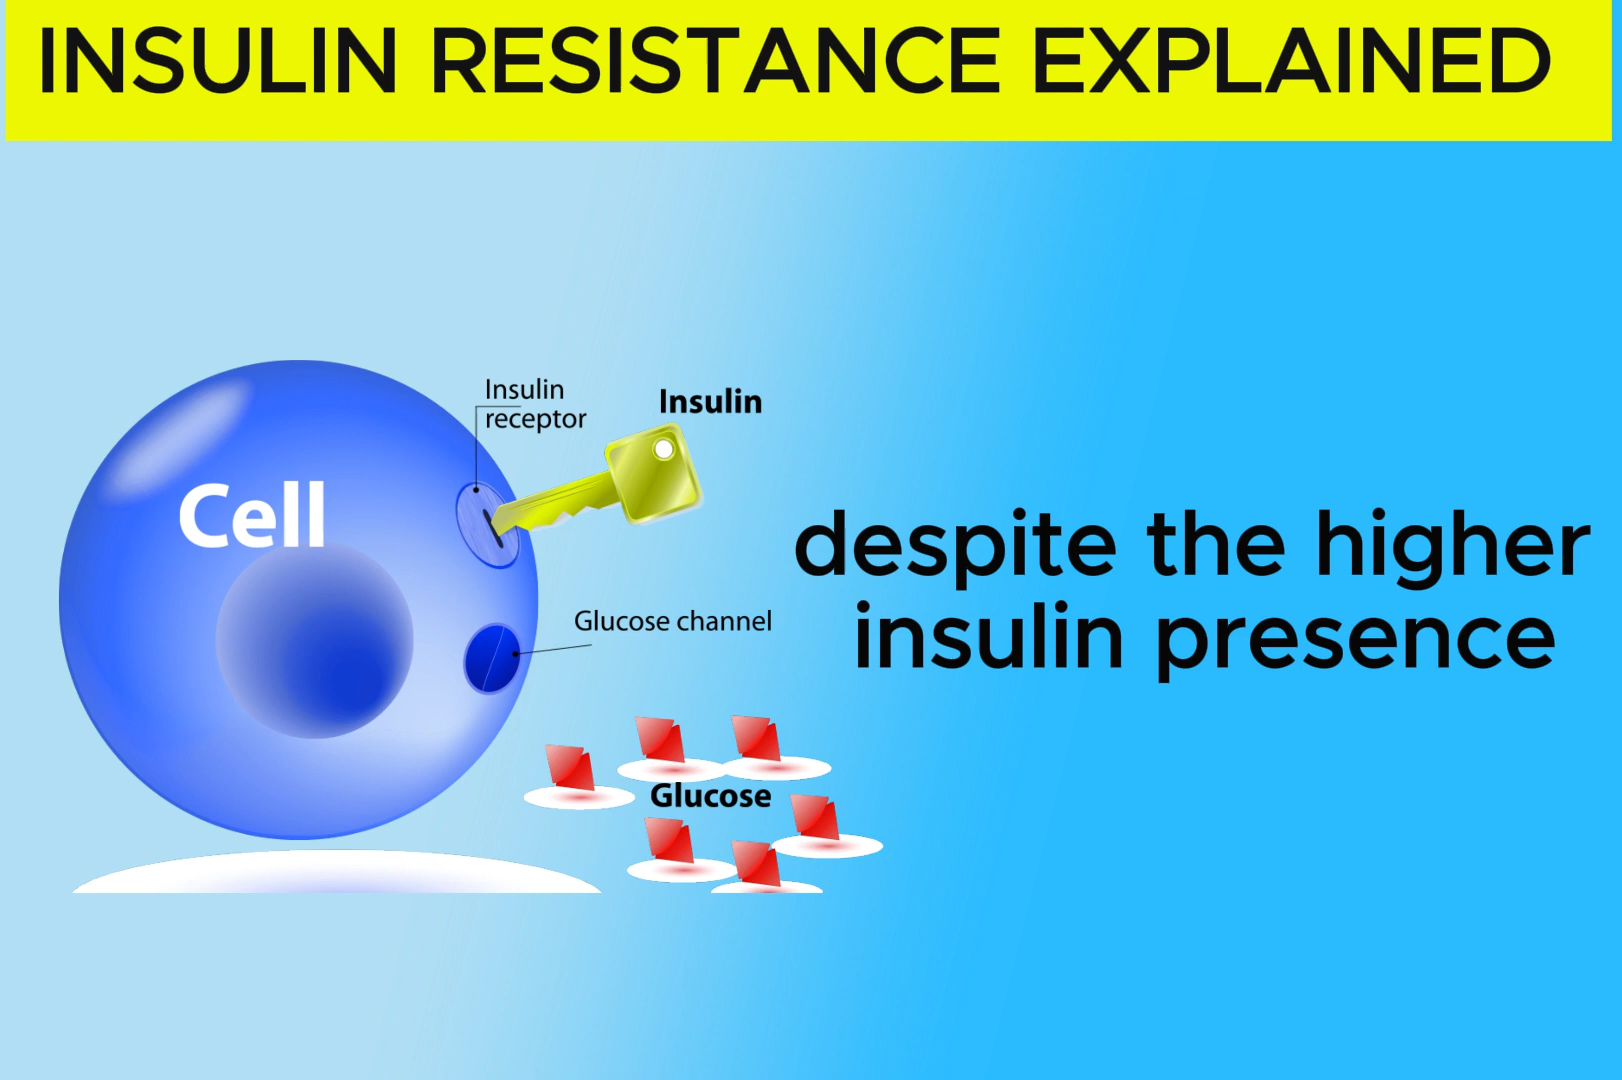 INSULIN RESISTANCE EXPLAINED
Insulin
receptor
Insulin
Cell
despite the higher
insulin presence
Glucose channel
Glucose